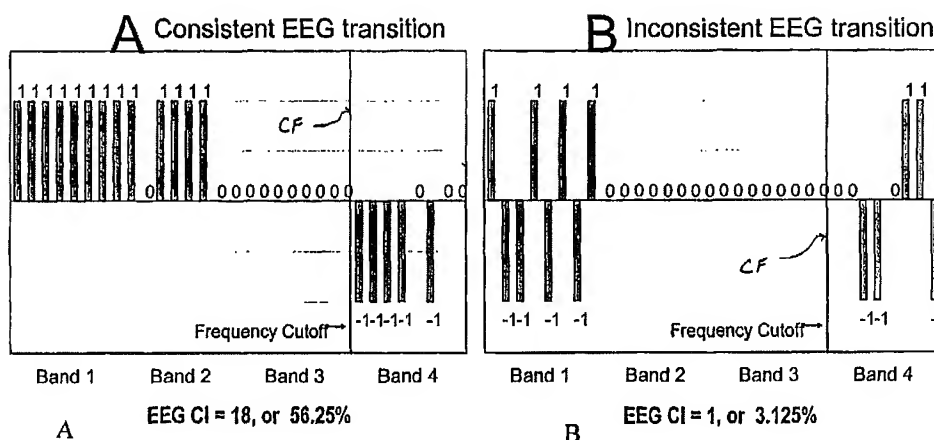 A Consistent EEG transition
1 1 1 1 1 1 1 1 1 0 1 1 1 1 0 0 0 0 0 0 0 0 0 0 0 0 0
CF
-1 -1 -1 -1 -1
Frequency Cutoff
Band 1 Band 2 Band 3 Band 4
EEG CI = 18, or 56.25%
A
B Inconsistent EEG transition
1 1 1 1 0 0 0 0 0 0 0 0 0 0 0 0 0 0 0 0 0 0 0 1 1
CF
-1 -1 -1 -1 -1 -1 -1
Frequency Cutoff
Band 1 Band 2 Band 3 Band 4
EEG CI = 1, or 3.125%
B